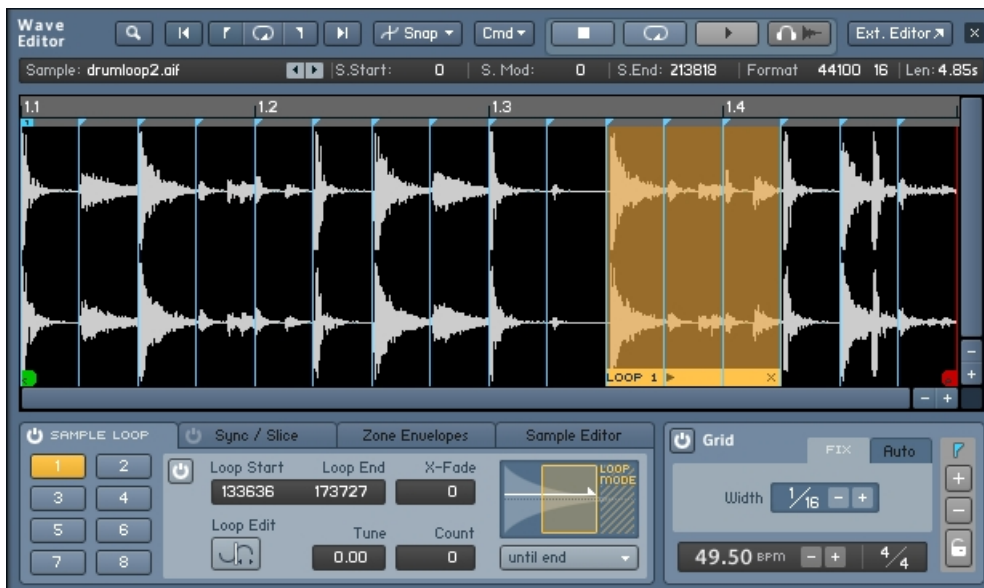 Wave Editor Snap Cmd Ext. Editor
Sample: drumloop2.aif S.Start: 0 S. Mod: 0 S.End: 213818 Format 44100 16 Len: 4.85s
1.1 1.2 1.3 1.4
1
LOOP 1
SAMPLE LOOP Sync / Slice Zone Envelopes Sample Editor
1 2
3 4
5 6
7 8
Loop Start Loop End X-Fade
133636 173727 0
Loop Edit Tune Count
0.00 0
LOOP MODE
until end
Grid FIX Auto
Width 1/16 - +
49.50 BPM - + 4/4